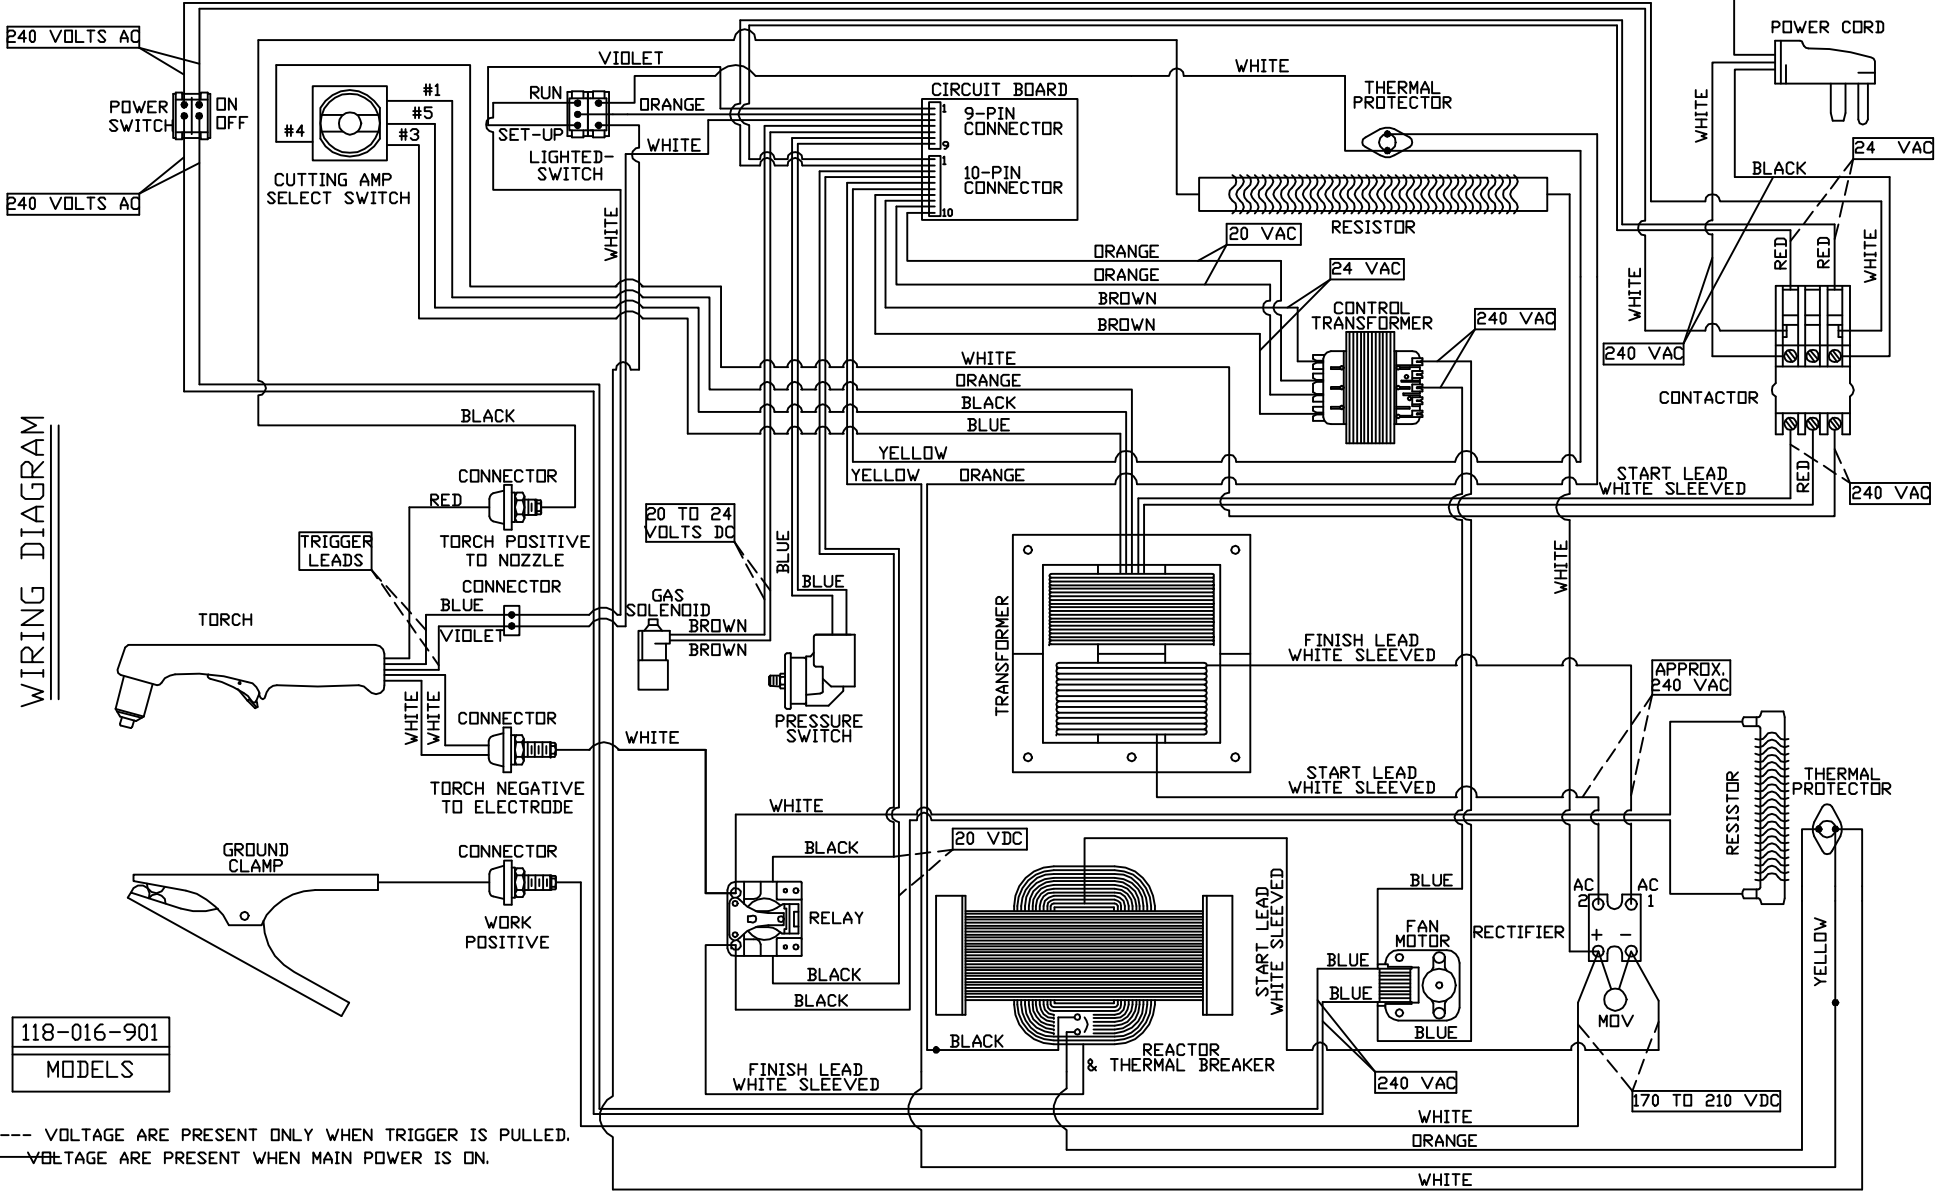 POWER CORD
240 VOLTS AC
VIOLET
WHITE
CIRCUIT BOARD
THERMAL
PROTECTOR
RUN
ORANGE
#1
#5
#3
#4
POWER
SWITCH
ON
OFF
1
9-PIN
CONNECTOR
9
SET-UP
WHITE
LIGHTED-
SWITCH
WHITE
24 VAC
BLACK
1
10-PIN
CONNECTOR
10
CUTTING AMP
SELECT SWITCH
240 VOLTS AC
RESISTOR
20 VAC
WHITE
ORANGE
ORANGE
BROWN
BROWN
24 VAC
RED
RED
WHITE
WHITE
CONTROL
TRANSFORMER
240 VAC
240 VAC
WHITE
ORANGE
BLACK
BLUE
CONTACTOR
BLACK
YELLOW
YELLOW
ORANGE
START LEAD
WHITE SLEEVED
RED
240 VAC
WIRING DIAGRAM
CONNECTOR
RED
TORCH POSITIVE
TO NOZZLE
20 TO 24
VOLTS DC
TRIGGER
LEADS
CONNECTOR
BLUE
VIOLET
BLUE
BLUE
WHITE
TORCH
GAS
SOLENOID
BROWN
BROWN
TRANSFORMER
FINISH LEAD
WHITE SLEEVED
APPROX.
240 VAC
WHITE
WHITE
CONNECTOR
WHITE
PRESSURE
SWITCH
TORCH NEGATIVE
TO ELECTRODE
START LEAD
WHITE SLEEVED
WHITE
RESISTOR
THERMAL
PROTECTOR
GROUND
CLAMP
CONNECTOR
BLACK
20 VDC
WORK
POSITIVE
RELAY
START LEAD
WHITE SLEEVED
BLUE
AC
2
AC
1
FAN
MOTOR
RECTIFIER
+
-
BLUE
BLUE
YELLOW
BLACK
BLACK
MOV
BLUE
118-016-901
MODELS
BLACK
REACTOR
& THERMAL BREAKER
FINISH LEAD
WHITE SLEEVED
240 VAC
170 TO 210 VDC
WHITE
--- VOLTAGE ARE PRESENT ONLY WHEN TRIGGER IS PULLED.
ORANGE
VOLTAGE ARE PRESENT WHEN MAIN POWER IS ON.
WHITE